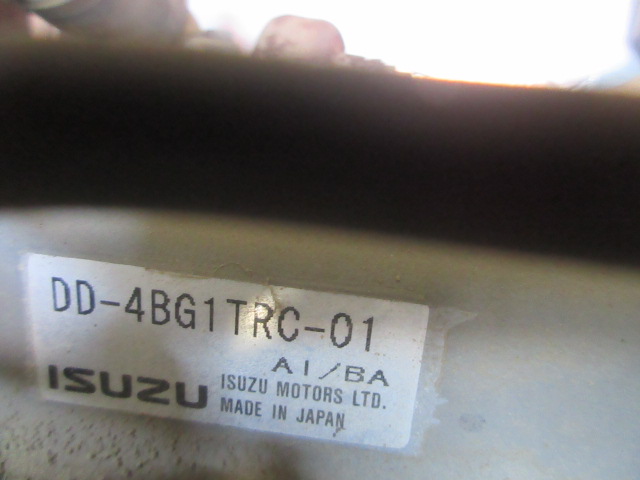 DD-4BG1TRC-01
AI/BA
ISUZU
ISUZU MOTORS LTD.
MADE IN JAPAN